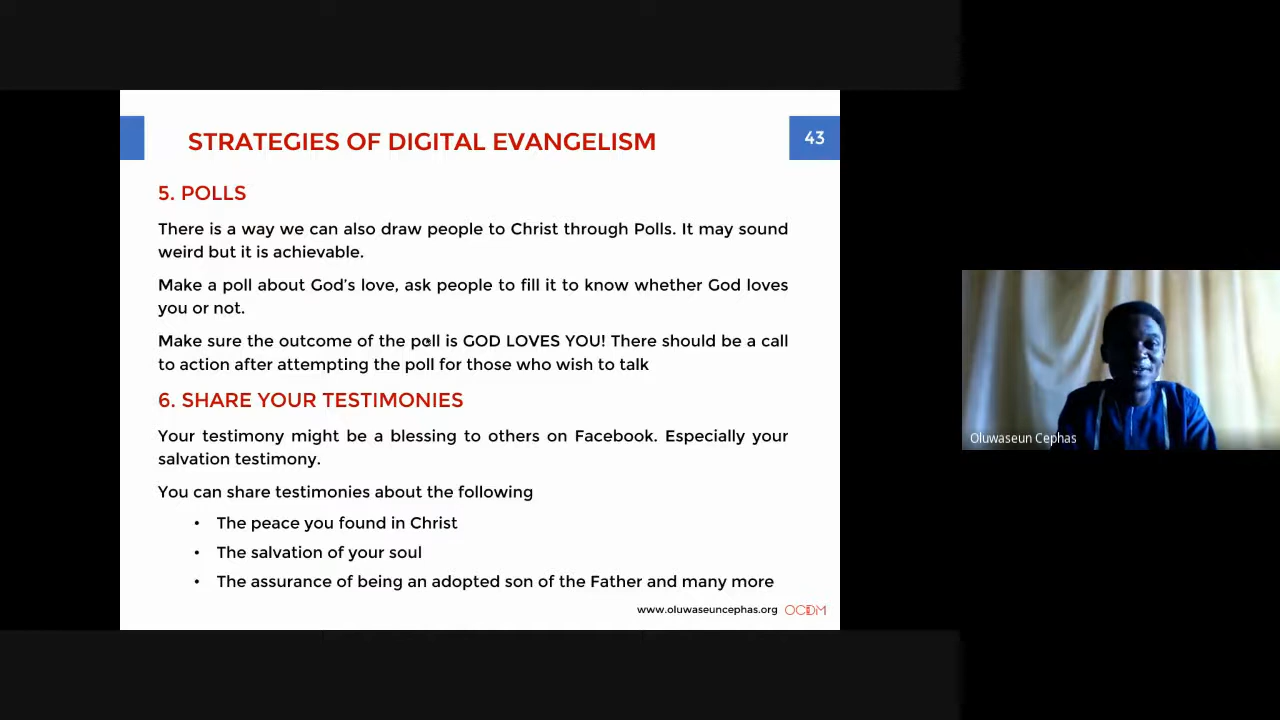 STRATEGIES OF DIGITAL EVANGELISM
43
5. POLLS
There is a way we can also draw people to Christ through Polls. It may sound
weird but it is achievable.
Make a poll about God's love, ask people to fill it to know whether God loves
you or not.
Make sure the outcome of the poll is GOD LOVES YOU! There should be a call
to action after attempting the poll for those who wish to talk
6. SHARE YOUR TESTIMONIES
Your testimony might be a blessing to others on Facebook. Especially your
salvation testimony.
You can share testimonies about the following
• The peace you found in Christ
• The salvation of your soul
• The assurance of being an adopted son of the Father and many more
www.oluwaseuncephas.org OCDM
Oluwaseun Cephas